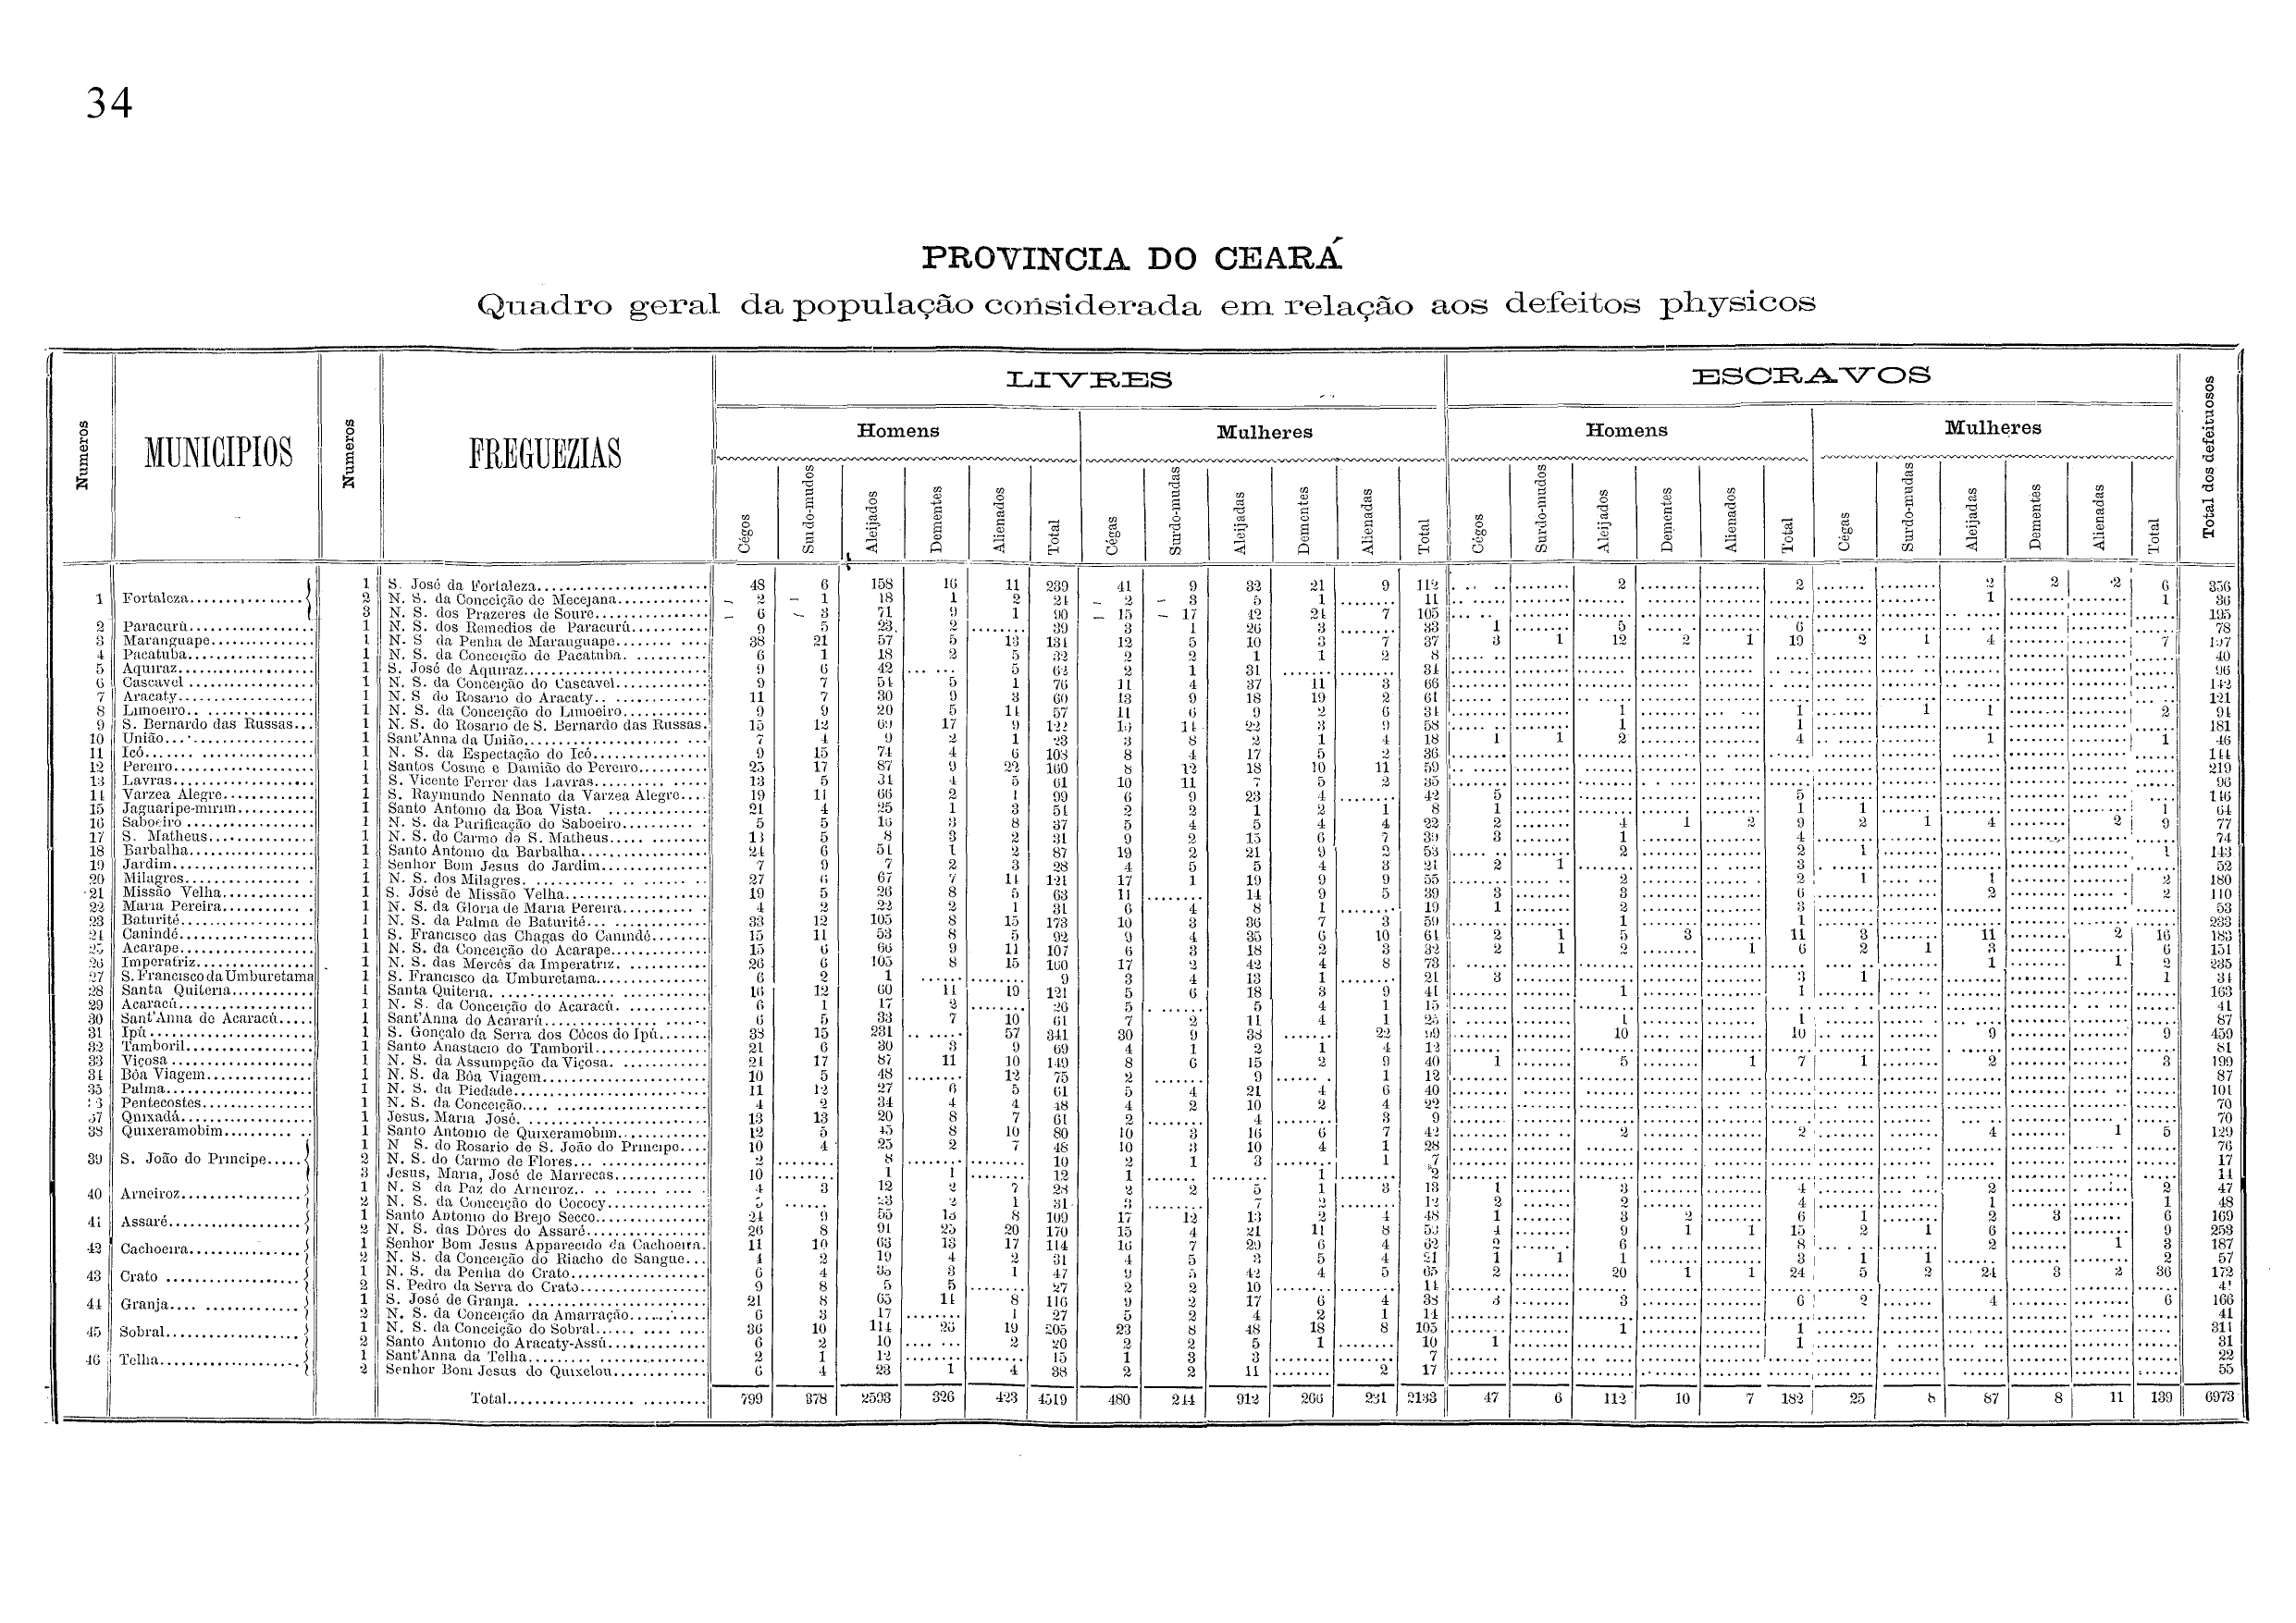 34
PROVINCIA DO CEARÁ
Quadro geral da população considerada em relação aos defeitos physicos
Numeros MUNICIPIOS Numeros FREGUEZIAS LIVRES ESCRAVOS Total dos defeituosos
Homens Mulheres Homens Mulheres
Cégos Surdo-mudos Aleijados Dementes Alienados Total Cégas Surdo-mudas Aleijadas Dementes Alienadas Total Cégos Surdo-mudos Aleijados Dementes Alienados Total Cégas Surdo-mudas Aleijadas Dementes Alienadas Total
1 Fortaleza 1 S. José da Fortaleza 48 6 158 16 11 239 41 9 32 21 9 112 2 2 2 2 2 6 356
2 N. S. da Conceição de Mecejana 2 1 18 1 2 24 2 3 5 1 11 1 1 36
3 N. S. dos Prazeres de Soure 6 3 71 9 1 90 15 17 42 24 7 105 195
2 Paracurú 1 N. S. dos Remedios de Paracurú 9 5 23 2 39 3 1 26 3 33 1 5 6 78
3 Maranguape 1 N. S da Penha de Maranguape 38 21 57 5 13 134 12 5 10 3 7 37 3 1 12 2 1 19 2 1 4 7 197
4 Pacatuba 1 N. S. da Conceição de Pacatuba 6 1 18 2 5 32 2 2 1 1 2 8 40
5 Aquiraz 1 S. José de Aquiraz 9 6 42 5 62 2 1 31 34 96
6 Cascavel 1 N. S. da Conceição do Cascavel 9 7 54 5 1 76 11 4 37 11 3 66 142
7 Aracaty 1 N. S do Rosario do Aracaty 11 7 30 9 3 60 13 9 18 19 2 61 121
8 Limoeiro 1 N. S. da Conceição do Limoeiro 9 9 20 5 14 57 11 6 9 2 6 34 1 1 1 1 2 94
9 S. Bernardo das Russas 1 N. S. do Rosario de S. Bernardo das Russas 15 12 69 17 9 122 10 14 22 3 9 58 1 1 181
10 União 1 Sant'Anna da União 7 4 9 2 1 23 3 8 2 1 4 18 1 1 2 4 1 1 46
11 Icó 1 N. S. da Espectação do Icó 9 15 74 4 6 108 8 4 17 5 2 36 144
12 Pereiro 1 Santos Cosme e Damião do Pereiro 25 17 87 9 22 160 8 12 18 10 11 59 219
13 Lavras 1 S. Vicente Ferrer das Lavras 13 5 34 4 5 61 10 11 7 5 2 35 96
14 Varzea Alegre 1 S. Raymundo Nennato da Varzea Alegre 19 11 66 2 1 99 6 9 23 4 42 5 5 146
15 Jaguaripe-mirim 1 Santo Antonio da Boa Vista 21 4 25 1 3 54 2 2 1 2 1 8 1 1 1 1 64
16 Saboeiro 1 N. S. da Purificação do Saboeiro 5 5 16 3 8 37 5 4 5 4 4 22 2 4 1 2 9 2 1 4 2 9 77
17 S. Matheus 1 N. S. do Carmo do S. Matheus 13 5 8 3 2 31 9 2 15 6 7 39 3 1 4 74
18 Barbalha 1 Santo Antonio da Barbalha 24 6 54 1 2 87 19 2 21 9 2 53 2 2 1 1 143
19 Jardim 1 Senhor Bom Jesus do Jardim 7 9 7 2 3 28 4 5 5 4 3 21 2 1 3 52
20 Milagres 1 N. S. dos Milagres 27 6 67 7 14 121 17 1 19 9 9 55 2 2 1 1 2 180
21 Missão Velha 1 S. José de Missão Velha 19 5 26 8 5 63 11 14 9 5 39 3 3 6 2 2 110
22 Maria Pereira 1 N. S. da Gloria de Maria Pereira 4 2 22 2 1 31 6 4 8 1 19 1 2 3 53
23 Baturité 1 N. S. da Palma de Baturité 33 12 105 8 15 173 10 3 36 7 3 59 1 1 233
24 Canindé 1 S. Francisco das Chagas do Canindé 15 11 53 8 5 92 9 4 35 6 10 64 2 1 5 3 11 3 11 2 16 183
25 Acarape 1 N. S. da Conceição do Acarape 15 6 66 9 11 107 6 3 18 2 3 32 2 1 2 1 6 2 1 3 6 151
26 Imperatriz 1 N. S. das Mercês da Imperatriz 26 6 105 8 15 160 17 2 42 4 8 73 1 1 2 235
27 S. Francisco da Umburetama 1 S. Francisco da Umburetama 6 2 1 9 3 4 13 1 21 3 3 1 1 34
28 Santa Quiteria 1 Santa Quiteria 16 12 60 14 19 121 5 6 18 3 9 41 1 1 163
29 Acaracú 1 N. S. da Conceição do Acaracú 6 1 17 2 26 5 5 4 1 15 41
30 Sant'Anna do Acaracú 1 Sant'Anna do Acararú 6 5 33 7 10 61 7 2 11 4 1 25 1 1 87
31 Ipú 1 S. Gonçalo da Serra dos Côcos do Ipú 38 15 231 57 341 30 9 38 22 99 10 10 9 9 459
32 Tamboril 1 Santo Anastacio do Tamboril 21 6 30 3 9 69 4 1 2 1 4 12 81
33 Viçosa 1 N. S. da Assumpção da Viçosa 24 17 87 11 10 149 8 6 15 2 9 40 1 5 1 7 1 2 3 199
34 Bôa Viagem 1 N. S. da Bôa Viagem 10 5 48 12 75 2 9 1 12 87
35 Palma 1 N. S. da Piedade 11 12 27 6 5 61 5 4 21 4 6 40 101
Pentecostes 1 N. S. da Conceição 4 2 34 4 4 48 4 2 10 2 4 22 70
37 Quixadá 1 Jesus, Maria José 13 13 20 8 7 61 2 4 3 9 70
38 Quixeramobim 1 Santo Antonio de Quixeramobim 12 5 45 8 10 80 10 3 16 6 7 42 2 2 4 1 5 129
39 S. João do Principe 1 N S. do Rosario de S. João do Principe 10 4 25 2 7 48 10 3 10 4 1 28 76
2 N. S. do Carmo de Flores 2 8 10 2 1 3 1 7 17
3 Jesus, Maria, José de Marrecas 10 1 1 12 1 1 2 14
40 Arneiroz 1 N. S da Paz do Arneiroz 4 3 12 2 7 28 2 2 5 1 3 13 1 3 4 2 2 47
2 N. S. da Conceição do Cococy 5 23 2 1 31 3 7 2 12 2 2 4 1 1 48
41 Assaré 1 Santo Antonio do Brejo Secco 24 9 55 13 8 109 17 12 13 2 4 48 1 3 2 6 1 2 3 6 169
2 N. S. das Dôres do Assaré 26 8 91 25 20 170 15 4 21 11 8 59 4 9 1 1 15 2 1 6 9 253
42 Cachoeira 1 Senhor Bom Jesus Apparecido da Cachoeira 11 10 63 13 17 114 16 7 29 6 4 62 2 6 8 2 1 3 187
2 N. S. da Conceição do Riacho do Sangue 4 2 19 4 2 31 4 5 3 5 4 21 1 1 1 3 1 1 2 57
43 Crato 1 N. S. da Penha do Crato 6 4 33 3 1 47 9 5 42 4 5 65 2 20 1 1 24 5 2 24 3 2 36 172
2 S. Pedro da Serra do Crato 9 8 5 5 27 2 2 10 14 41
44 Granja 1 S. José de Granja 21 8 65 14 8 116 9 2 17 6 4 38 3 3 6 2 4 6 166
2 N. S. da Conceição da Amarração 6 3 17 1 27 5 2 4 2 1 14 41
45 Sobral 1 N. S. da Conceição do Sobral 36 10 114 26 19 205 23 8 48 18 8 105 1 1 311
2 Santo Antonio do Aracaty-Assú 6 2 10 2 20 2 2 5 1 10 1 1 31
46 Telha 1 Sant'Anna da Telha 2 1 12 15 1 3 3 7 22
2 Senhor Bom Jesus do Quixelou 6 4 23 1 4 38 2 2 11 2 17 55
Total 799 378 2593 326 423 4519 480 244 912 266 231 2133 47 6 112 10 7 182 25 8 87 8 11 139 6973